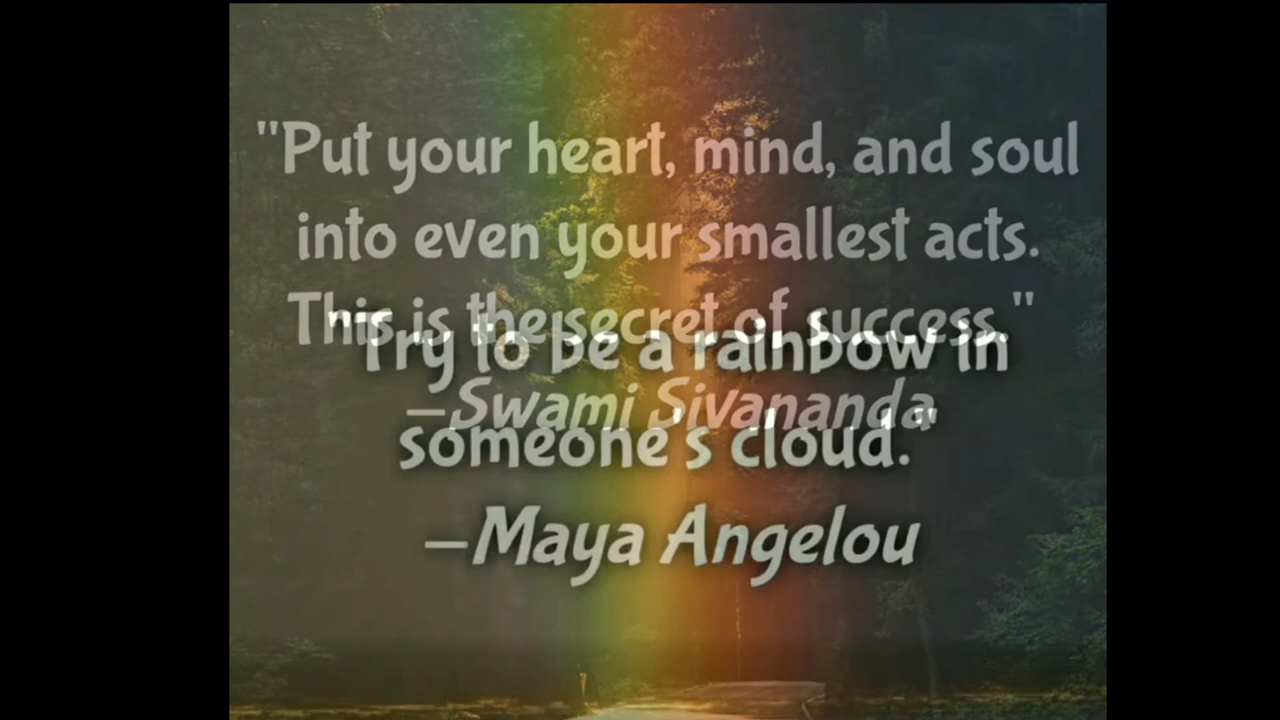 "Put your heart, mind, and soul
into even your smallest acts.
This is the secret of success."
–Swami Sivananda
"Try to be a rainbow in
someone's cloud."
–Maya Angelou